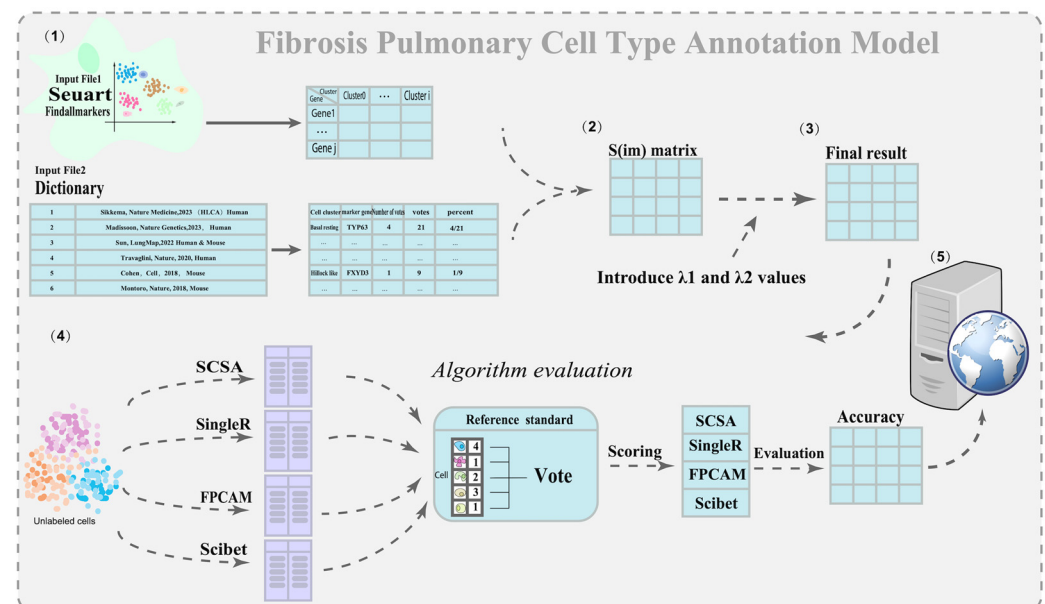 (1)
Fibrosis Pulmonary Cell Type Annotation Model
Input File1
Seuart
Findallmarkers
Cluster
Gene
Cluster0
...
Cluster i
Gene1
...
Gene j
(2)
S(im) matrix
(3)
Final result
Input File2
Dictionary
1 Sikkema, Nature Medicine,2023 (HLCA) Human
2 Madissoon, Nature Genetics,2023、 Human
3 Sun, LungMap,2022 Human & Mouse
4 Travaglini, Nature, 2020, Human
5 Cohen、Cell、2018、 Mouse
6 Montoro, Nature, 2018, Mouse
Cell cluster marker gene Number of votes votes percent
Basal resting TYP63 4 21 4/21
... ... ... ... ...
... ... ... ... ...
Hillock like FXYD3 1 9 1/9
... ... ... ... ...
Introduce λ1 and λ2 values
(5)
(4)
SCSA
SingleR
FPCAM
Scibet
Unlabeled cells
Algorithm evaluation
Reference standard
Cell
4
1
2
3
1
Vote
Scoring
SCSA
SingleR
FPCAM
Scibet
Evaluation
Accuracy